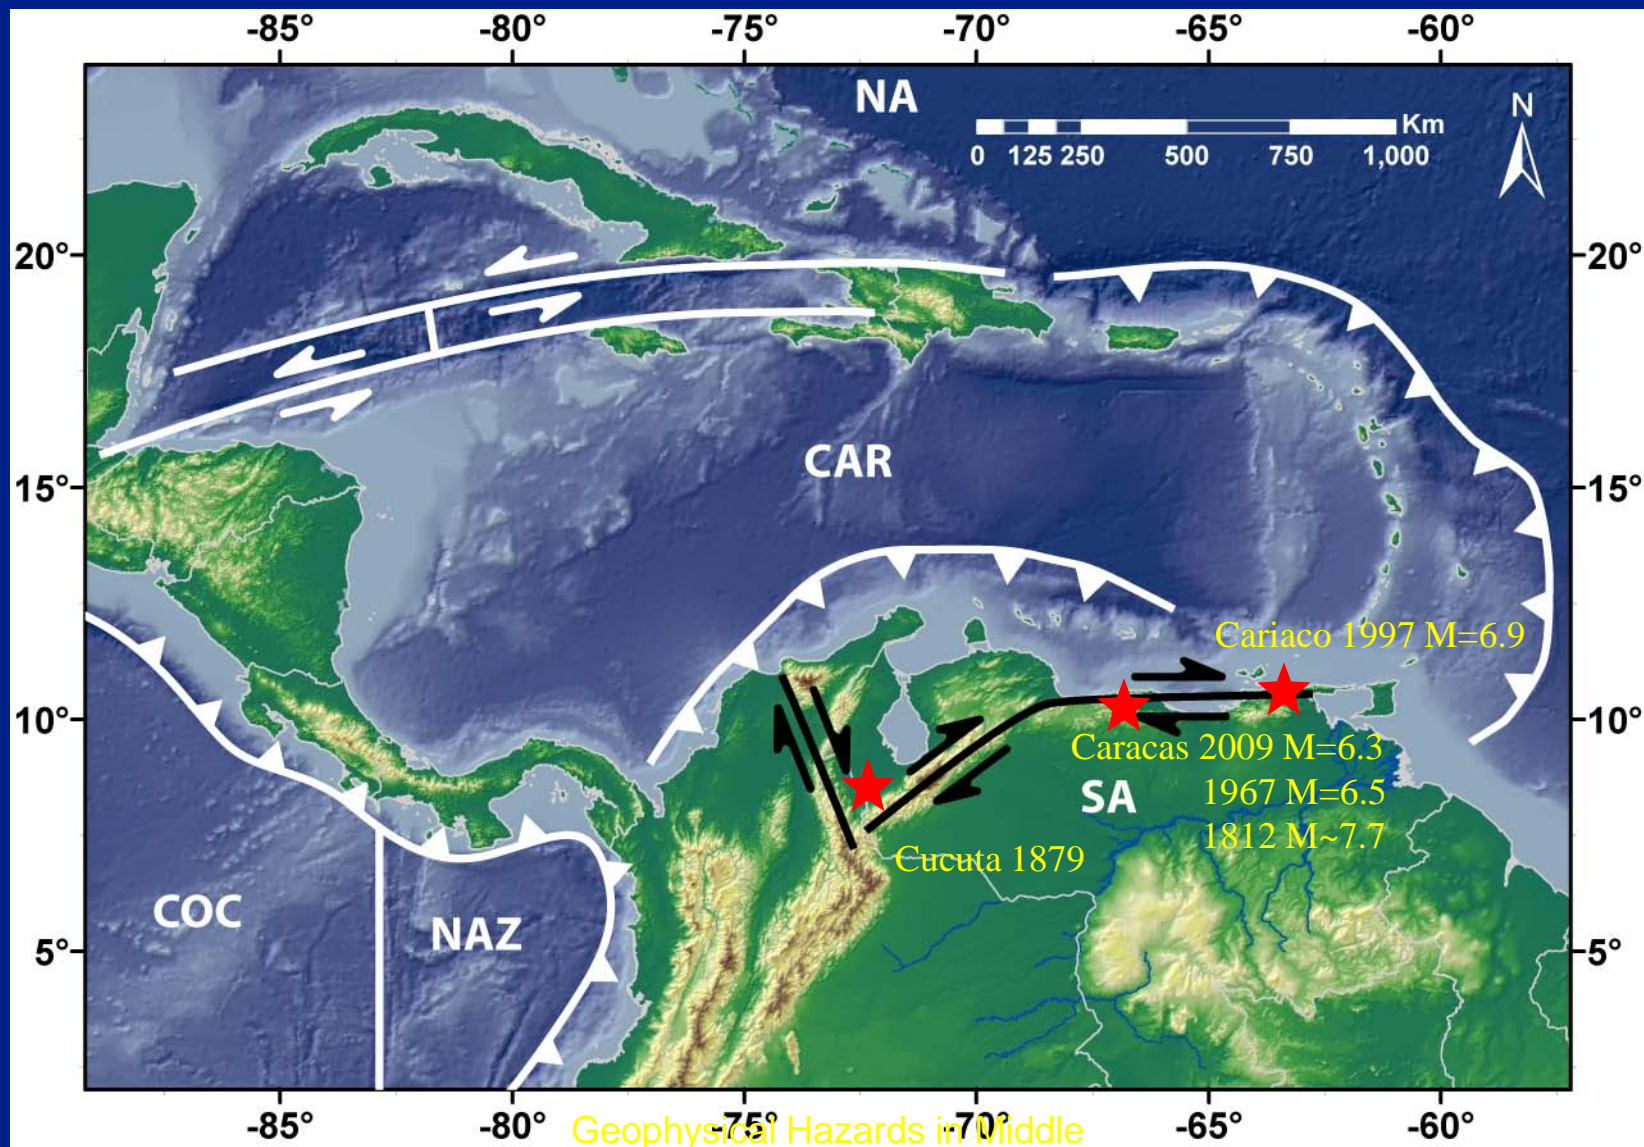 -85° -80° -75° -70° -65° -60°
NA
N
Km
0 125 250 500 750 1,000
20° 20°
15° 15°
CAR
Cariaco 1997 M=6.9
10° 10°
Caracas 2009 M=6.3
SA
1967 M=6.5
1812 M~7.7
Cucuta 1879
COC
NAZ
5° 5°
-85° -80° -75° -70° -65° -60°
Geophysical Hazards in Middle